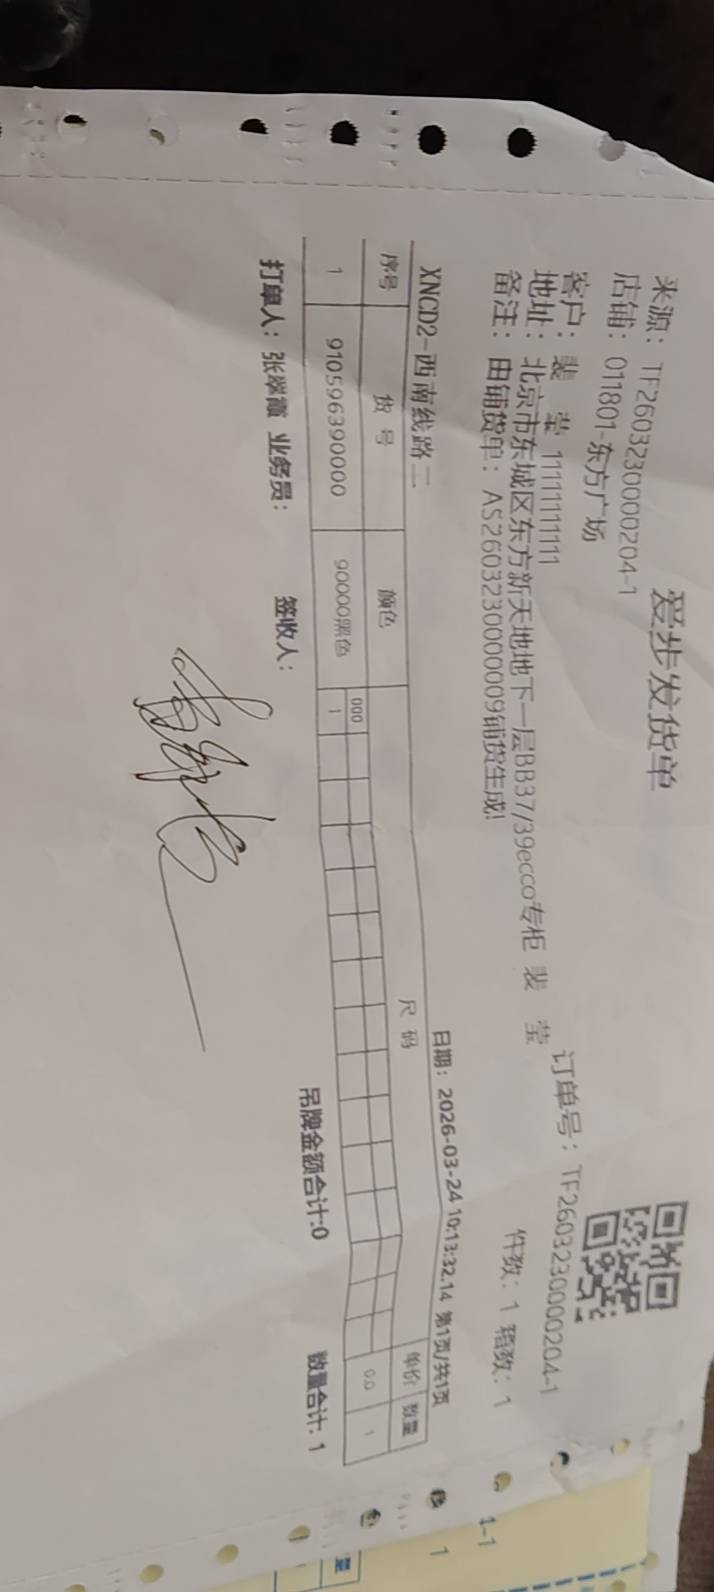 爱步发货单
来源：TF2603230000204-1
订单号：TF2603230000204-1
店铺：011801-东方广场
件数：1 箱数：1
客户：裴 莹 11111111111
地址：北京市东城区东方新天地地下一层BB37/39ecco专柜 裴 莹
备注：由铺货单：AS2603230000009铺货生成!
XNCD2-西南线路二
日期：2026-03-24 10:13:32.14 第1页/共1页
序号 货号 颜色 尺码 单价 数量
000
1 910596390000 90000黑色 1 0.0 1
吊牌金额合计:0 数量合计: 1
打单人：张翠霞 业务员： 签收人：
4-1
1